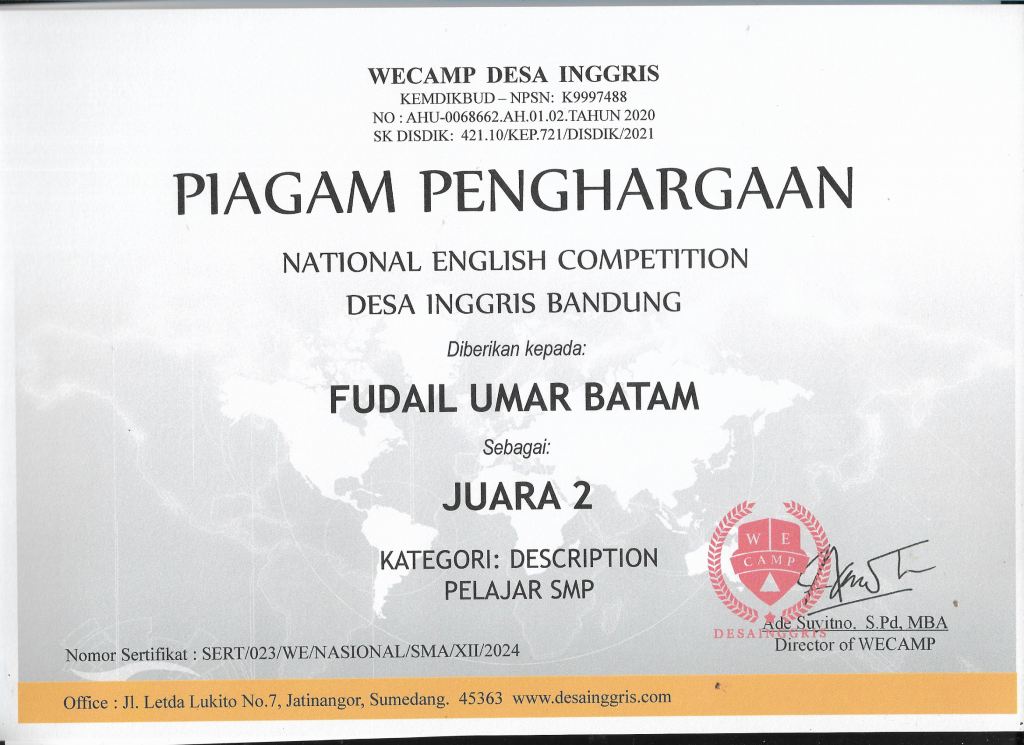 WECAMP DESA INGGRIS
KEMDIKBUD – NPSN: K9997488
NO : AHU-0068662.AH.01.02.TAHUN 2020
SK DISDIK: 421.10/KEP.721/DISDIK/2021
PIAGAM PENGHARGAAN
NATIONAL ENGLISH COMPETITION
DESA INGGRIS BANDUNG
Diberikan kepada:
FUDAIL UMAR BATAM
Sebagai:
JUARA 2
KATEGORI: DESCRIPTION
PELAJAR SMP
W E
CAMP
DESAINGGRIS
Ade Suyitno, S.Pd, MBA
Director of WECAMP
Nomor Sertifikat : SERT/023/WE/NASIONAL/SMA/XII/2024
Office : Jl. Letda Lukito No.7, Jatinangor, Sumedang. 45363 www.desainggris.com